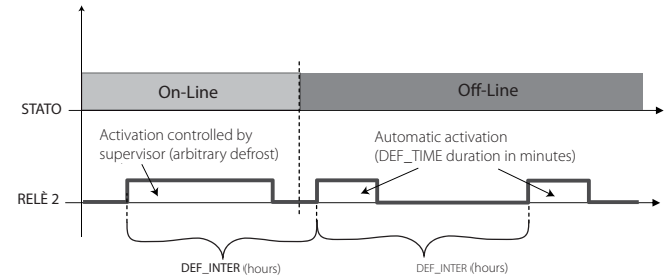 On-Line
Off-Line
STATO
Activation controlled by
supervisor (arbitrary defrost)
Automatic activation
(DEF_TIME duration in minutes)
RELÈ 2
DEF_INTER (hours)
DEF_INTER (hours)